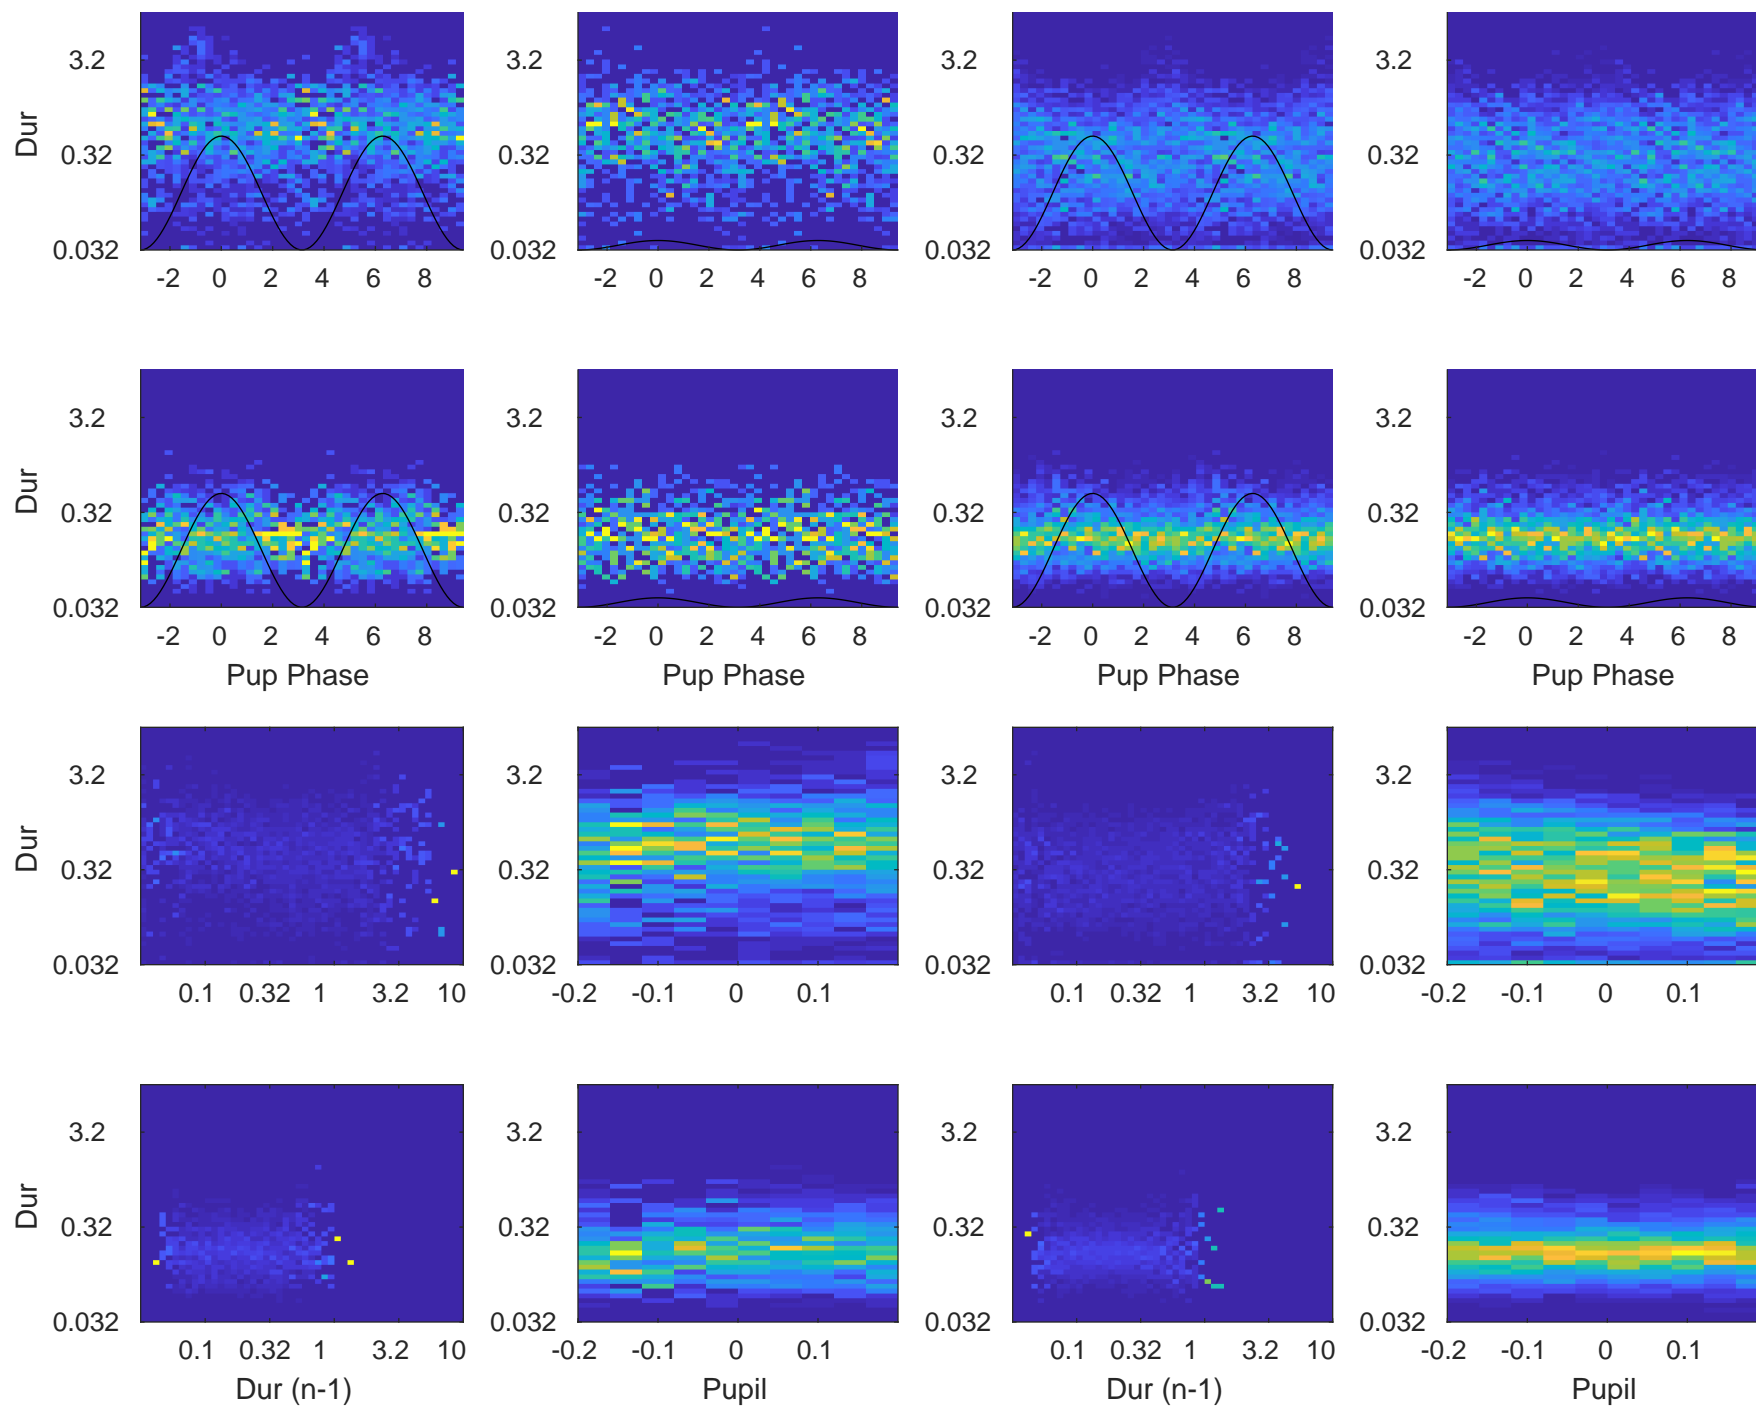 3.2 3.2 3.2 3.2
Dur
0.32 0.32 0.32 0.32
0.032 0.032 0.032 0.032
-2 0 2 4 6 8 -2 0 2 4 6 8 -2 0 2 4 6 8 -2 0 2 4 6 8
3.2 3.2 3.2 3.2
Dur
0.32 0.32 0.32 0.32
0.032 0.032 0.032 0.032
-2 0 2 4 6 8 -2 0 2 4 6 8 -2 0 2 4 6 8 -2 0 2 4 6 8
Pup Phase Pup Phase Pup Phase Pup Phase
3.2 3.2 3.2 3.2
Dur
0.32 0.32 0.32 0.32
0.032 0.032 0.032 0.032
0.1 0.32 1 3.2 10 -0.2 -0.1 0 0.1 0.1 0.32 1 3.2 10 -0.2 -0.1 0 0.1
3.2 3.2 3.2 3.2
Dur
0.32 0.32 0.32 0.32
0.032 0.032 0.032 0.032
0.1 0.32 1 3.2 10 -0.2 -0.1 0 0.1 0.1 0.32 1 3.2 10 -0.2 -0.1 0 0.1
Dur (n-1) Pupil Dur (n-1) Pupil